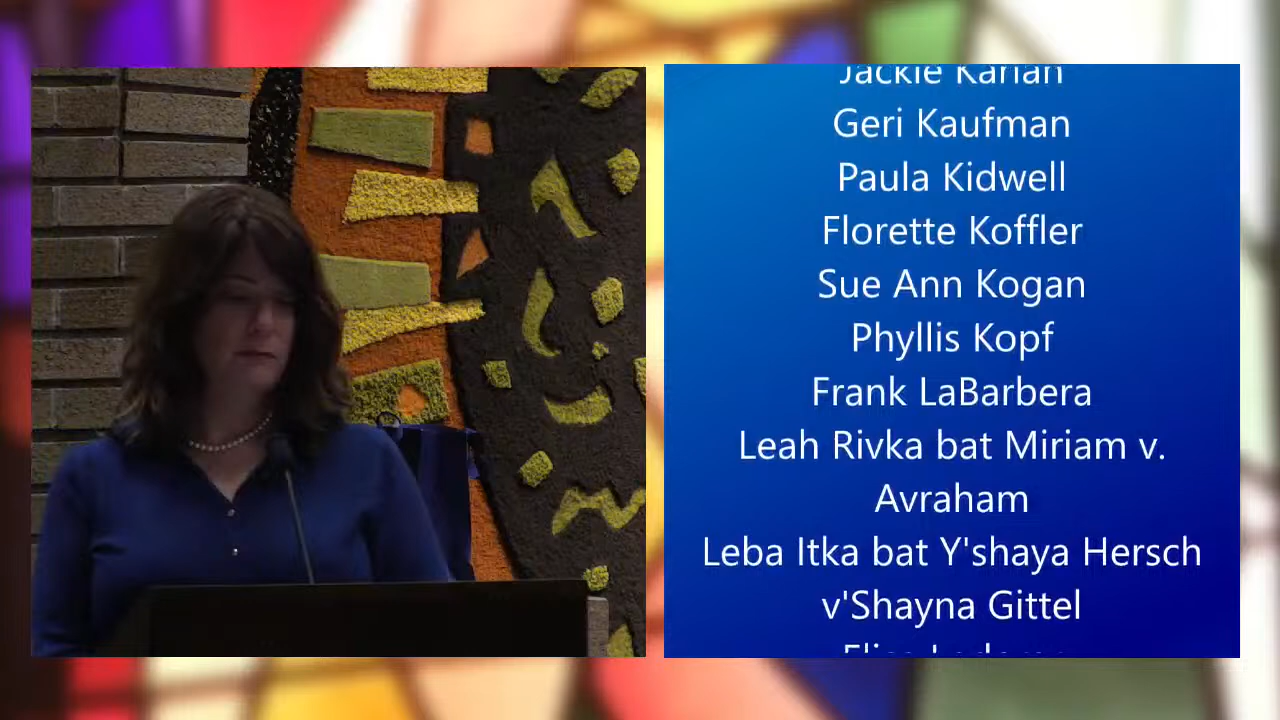 Jackie
Geri Kaufman
Paula Kidwell
Florette Koffler
Sue Ann Kogan
Phyllis Kopf
Frank LaBarbera
Leah Rivka bat Miriam v.
Avraham
Leba Itka bat Y'shaya Hersch
v'Shayna Gittel